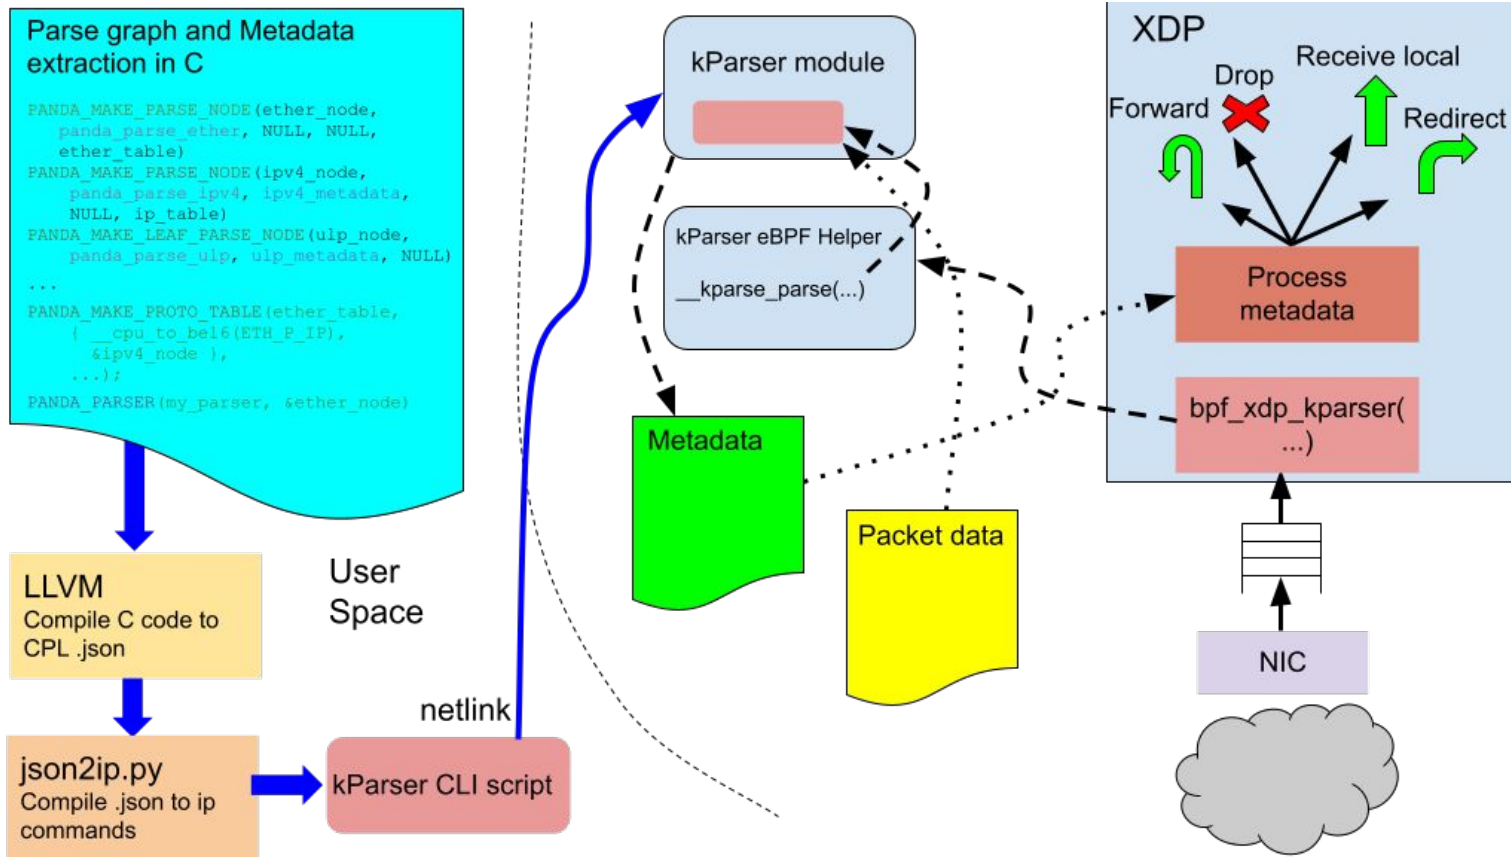 Parse graph and Metadata
extraction in C
PANDA_MAKE_PARSE_NODE(ether_node,
panda_parse_ether, NULL, NULL,
ether_table)
PANDA_MAKE_PARSE_NODE(ipv4_node,
panda_parse_ipv4, ipv4_metadata,
NULL, ip_table)
PANDA_MAKE_LEAF_PARSE_NODE(ulp_node,
panda_parse_ulp, ulp_metadata, NULL)
...
PANDA_MAKE_PROTO_TABLE(ether_table,
{ __cpu_to_be16(ETH_P_IP),
&ipv4_node },
...);
PANDA_PARSER(my_parser, &ether_node)
LLVM
Compile C code to
CPL .json
json2ip.py
Compile .json to ip
commands
User
Space
netlink
kParser CLI script
kParser module
kParser eBPF Helper
__kparse_parse(...)
Metadata
Packet data
XDP
Forward
Drop
Receive local
Redirect
Process
metadata
bpf_xdp_kparser(
...)
NIC